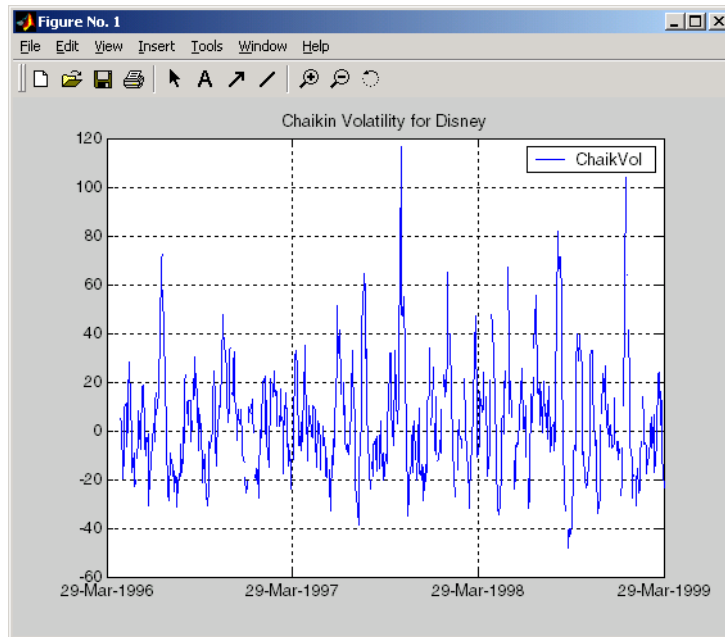 Figure No. 1
File Edit View Insert Tools Window Help
A
Chaikin Volatility for Disney
ChaikVol
120
100
80
60
40
20
0
-20
-40
-60
29-Mar-1996 29-Mar-1997 29-Mar-1998 29-Mar-1999